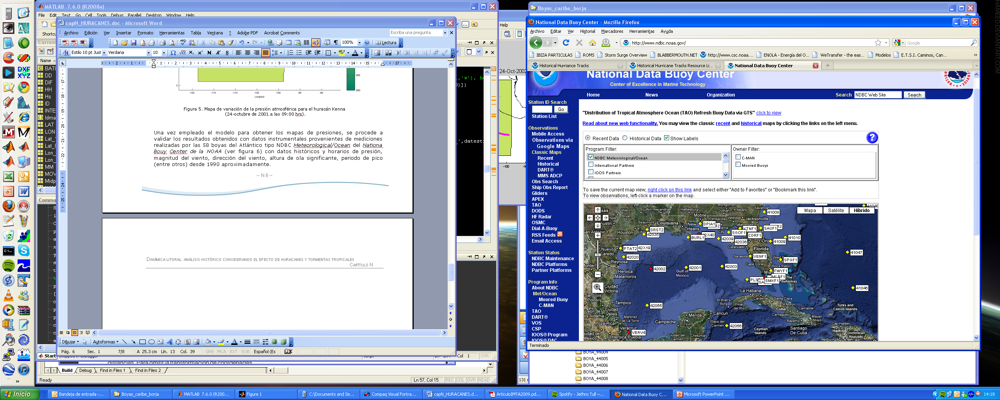 MATLAB 7.6.0 (R2008a)
File Edit Text Go Cell Tools Debug Parallel Desktop Window Help
capN_HURACANES.doc - Microsoft Word
Archivo Edición Ver Insertar Formato Herramientas Tabla Ventana ? Adobe PDF Acrobat Comments
Escriba una pregunta
100%
Lectura
Estilo 10 pt Just
Verdana
10
N K S
Name
BATI
DD
DIF
HH
Hs
ID
INTE
Idma
LAT
LON
Lat_
Lat_I
Lon_
Lon_
MM
MOV
Midp
Comma
985
980
5
-120 -115 -110 -105 -100 -95 -90
Longitud
Figura 5. Mapa de variación de la presión atmosférica para el huracán Kenna
(24-octubre de 2001 a las 09:00 hrs).
Una vez empleado el modelo para obtener los mapas de presiones, se procede a
validar los resultados obtenidos con datos instrumentales provenientes de mediciones
realizadas por las 58 boyas del Atlántico tipo NDBC Meteorological/Ocean del Nationa
Bouy Center de la NOAA (ver figura 6) con datos históricos y horarios de presión,
magnitud del viento, dirección del viento, altura de ola significante, periodo de pico
(entre otros) desde 1990 aproximadamente.
-- N.6 --
Dinámica litoral: análisis histórico considerando el efecto de huracanes y tormentas tropicales
Capítulo N
Dibujar Autoformas
Pág. 6 Sec. 1 7/8 A 25.3 cm Lín. 13 Col. 39 GRB MCA EXT SOB Español (Es
Start
Col 1 OVR
Build Debug Find in Files 1 Find in Files 2
Ready
Ln 57, Col 15 REC COL OVR READ
Help
24-Oct-2002
-100
Boyas_caribe_borja
National Data Buoy Center - Mozilla Firefox
Archivo Editar Ver Historial Marcadores Herramientas Ayuda
http://www.ndbc.noaa.gov/
Google
IBIZA PARTICULAS ROMS Storm Surge Overview BLABBERMOUTH.NET http://www.csc.noaa.... ENOLA - Energía del O... WeTransfer - the eas... Modelos E.T.S.I. Caminos, Can...
Historical Hurriance Tracks
Historical Hurricane Tracks Resource Li...
National Data Buoy Center
National Data Buoy Center
Center of Excellence in Marine Technology
Home News Organization
Search NDBC Web Site Search
Station ID Search
Go
Station List
Observations
Mobile Access
Observations via
Google Maps
Classic Maps
Recent
Historical
DART®
MMS ADCP
Obs Search
Ship Obs Report
Gliders
APEX
TAO
DODS
HF Radar
OSMC
Dial-A-Buoy
RSS Feeds
Email Access
Station Status
NDBC Maintenance
NDBC Platforms
Partner Platforms
Program Info
About NDBC
Met/Ocean
Moored Buoy
C-MAN
TAO
DART®
VOS
CSP
IOOS® Program
IOOS® DAC
"Distribution of Tropical Atmosphere Ocean (TAO) Refresh Buoy Data via GTS" click to view
Read about new web functionality. You may view the classic recent and historical maps by clicking the links on the left menu.
Recent Data Historical Data Show Labels
Program Filter:
NDBC Meteorological/Ocean
International Partners
IOOS Partners
Owner Filter:
C-MAN
Moored Buoys
To save the current map view, right click on this link and select either "Add to Favorites" or "Bookmark this link".
To view observations, left-click a marker on the map.
Mapa Satélite Híbrido
41008
SRST2
42035
DPIA1
BURL1
42X40
42039
SGOF1
KTNF1
CDRF1
SAUF1
42036
41009
41010
PTAT2
42X19
42020
VENF1
SPGF1
41047
42002
42001
42003
FWYF1
MLRF1
SMKF1
41046
42055
42056
VERV4
Louisiana
Houston
New Orleans
Mobile
Jacksonville
Florida
Gulf of Mexico
The Bahamas
La Habana
Cuba
Mérida
Cancun
Campeche
Tampico
Ciudad Victoria
Heroica Matamoros
Reynosa
Veracruz
Heroica Puebla
Poza Rica
Cayman Islands
Santiago De Cuba
Turks and Caicos Islands
Haiti
Dominican Republic
Terminado
BOYA_44004
BOYA_44005
BOYA_44006
BOYA_44007
BOYA_44008
Inicio
Bandeja de entrada -...
Boyas_caribe_borja
MATLAB 7.6.0 (R200...
Figure 1
C:\Documents and Se...
Compaq Visual Fortra...
capN_HURACANES.d...
ArticuloIMTA2009.pd...
Spotify - Jethro Tull –...
National Data Buoy C...
Microsoft PowerPoint ...
14:18